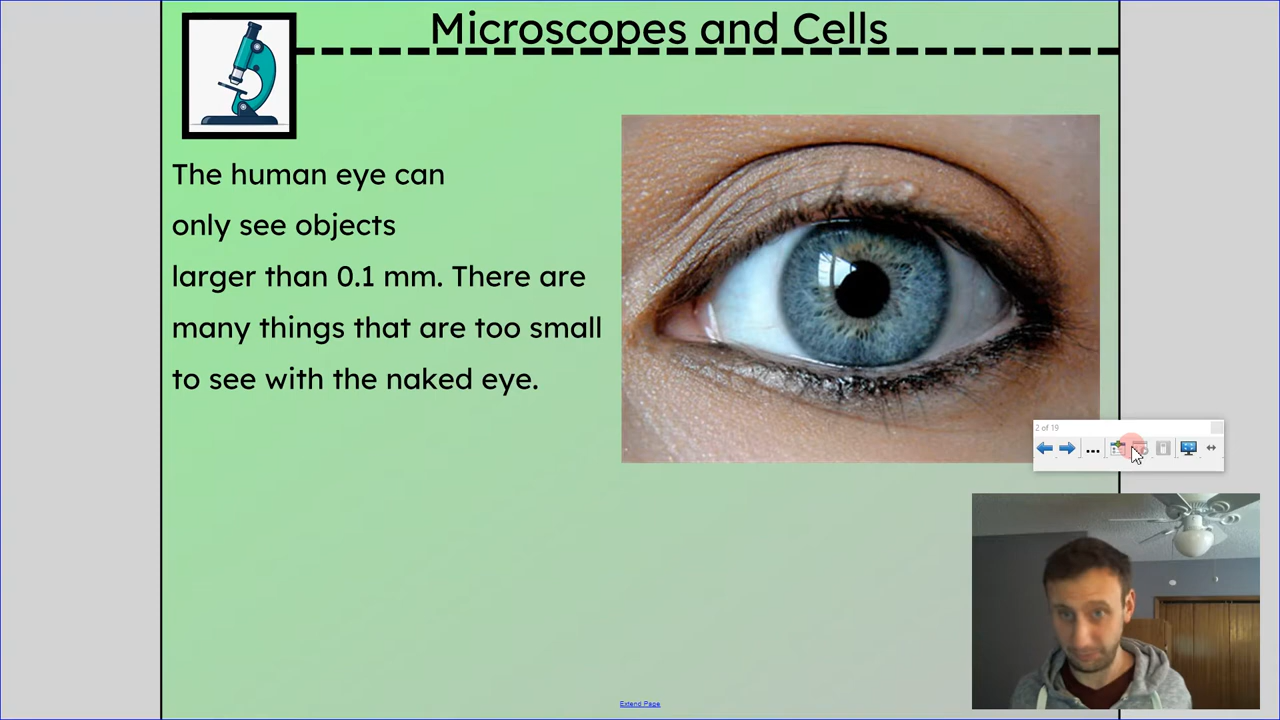 Microscopes and Cells
The human eye can
only see objects
larger than 0.1 mm. There are
many things that are too small
to see with the naked eye.
2 of 19
Extend Page